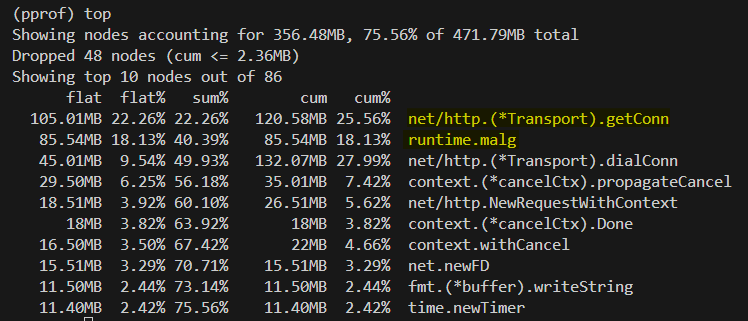 (pprof) top
Showing nodes accounting for 356.48MB, 75.56% of 471.79MB total
Dropped 48 nodes (cum <= 2.36MB)
Showing top 10 nodes out of 86
flat flat% sum% cum cum%
105.01MB 22.26% 22.26% 120.58MB 25.56% net/http.(*Transport).getConn
85.54MB 18.13% 40.39% 85.54MB 18.13% runtime.malg
45.01MB 9.54% 49.93% 132.07MB 27.99% net/http.(*Transport).dialConn
29.50MB 6.25% 56.18% 35.01MB 7.42% context.(*cancelCtx).propagateCancel
18.51MB 3.92% 60.10% 26.51MB 5.62% net/http.NewRequestWithContext
18MB 3.82% 63.92% 18MB 3.82% context.(*cancelCtx).Done
16.50MB 3.50% 67.42% 22MB 4.66% context.withCancel
15.51MB 3.29% 70.71% 15.51MB 3.29% net.newFD
11.50MB 2.44% 73.14% 11.50MB 2.44% fmt.(*buffer).writeString
11.40MB 2.42% 75.56% 11.40MB 2.42% time.newTimer